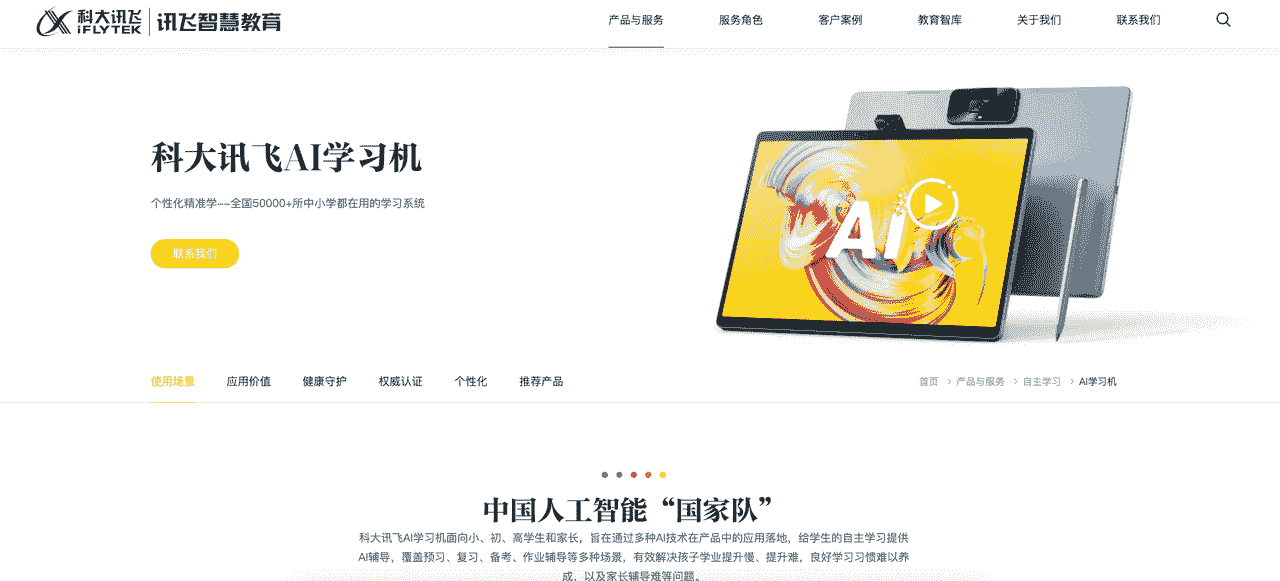 科大讯飞
iFLYTEK
讯飞智慧教育
产品与服务
服务角色
客户案例
教育智库
关于我们
联系我们
科大讯飞AI学习机
个性化精准学——全国50000+所中小学都在用的学习系统
联系我们
Ai
使用场景
应用价值
健康守护
权威认证
个性化
推荐产品
首页 > 产品与服务 > 自主学习 > AI学习机
中国人工智能“国家队”
科大讯飞AI学习机面向小、初、高学生和家长，旨在通过多种AI技术在产品中的应用落地，给学生的自主学习提供
AI辅导，覆盖预习、复习、备考、作业辅导等多种场景，有效解决孩子学业提升慢、提升难，良好学习习惯难以养
成，以及家长辅导难等问题。